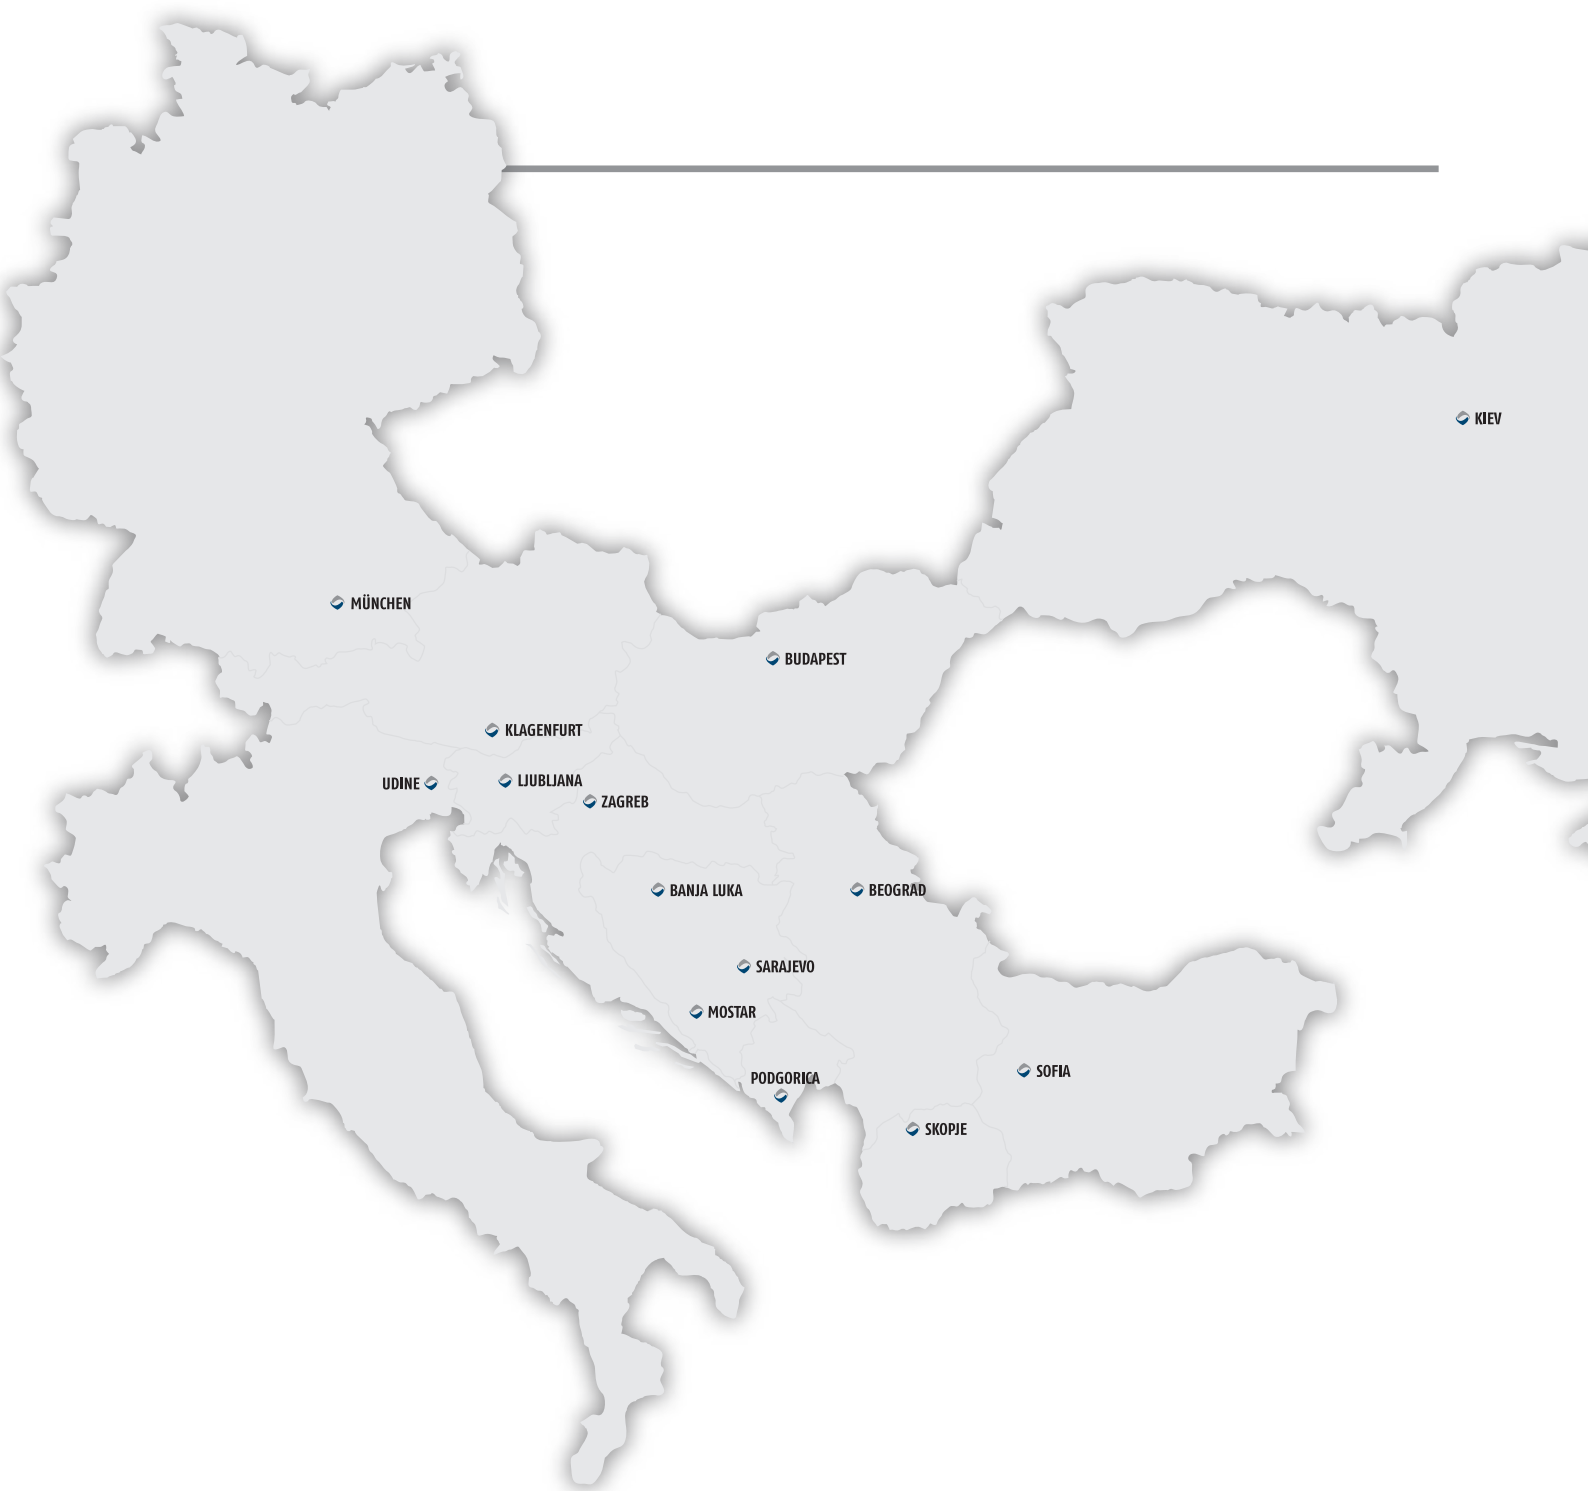 KIEV
MÜNCHEN
BUDAPEST
KLAGENFURT
UDINE
LJUBLJANA
ZAGREB
BANJA LUKA
BEOGRAD
SARAJEVO
MOSTAR
SOFIA
PODGORICA
SKOPJE